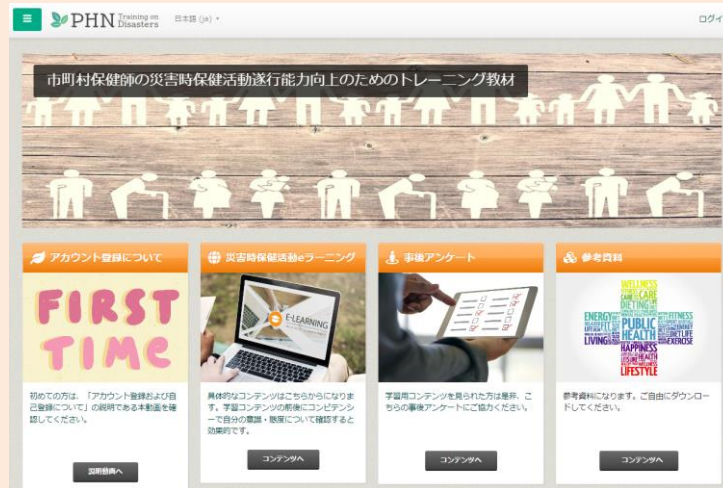 PHN Training on
Disasters
日本語 (ja)
ログイ
市町村保健師の災害時保健活動遂行能力向上のためのトレーニング教材
アカウント登録について
FIRST
TIME
初めての方は、「アカウント登録および自
己登録について」の説明である本動画を確
認してください。
説明動画へ
災害時保健活動eラーニング
E-LEARNING
具体的なコンテンツはこちらからになりま
す。学習コンテンツの前後にコンピテンシ
ーで自分の意識・態度について確認すると
効果的です。
コンテンツへ
事後アンケート
学習用コンテンツを見られた方は是非、こ
ちらの事後アンケートにご協力ください。
コンテンツへ
参考資料
WELLNESS
CARE
DIETING
ENERGY
FITNESS
FIT
PUBLIC
LIVING
HEALTH
EXERCISE
HAPPINESS
HEALTH
LIFESTYLE
参考資料になります。ご自由にダウンロー
ドしてください。
コンテンツへ